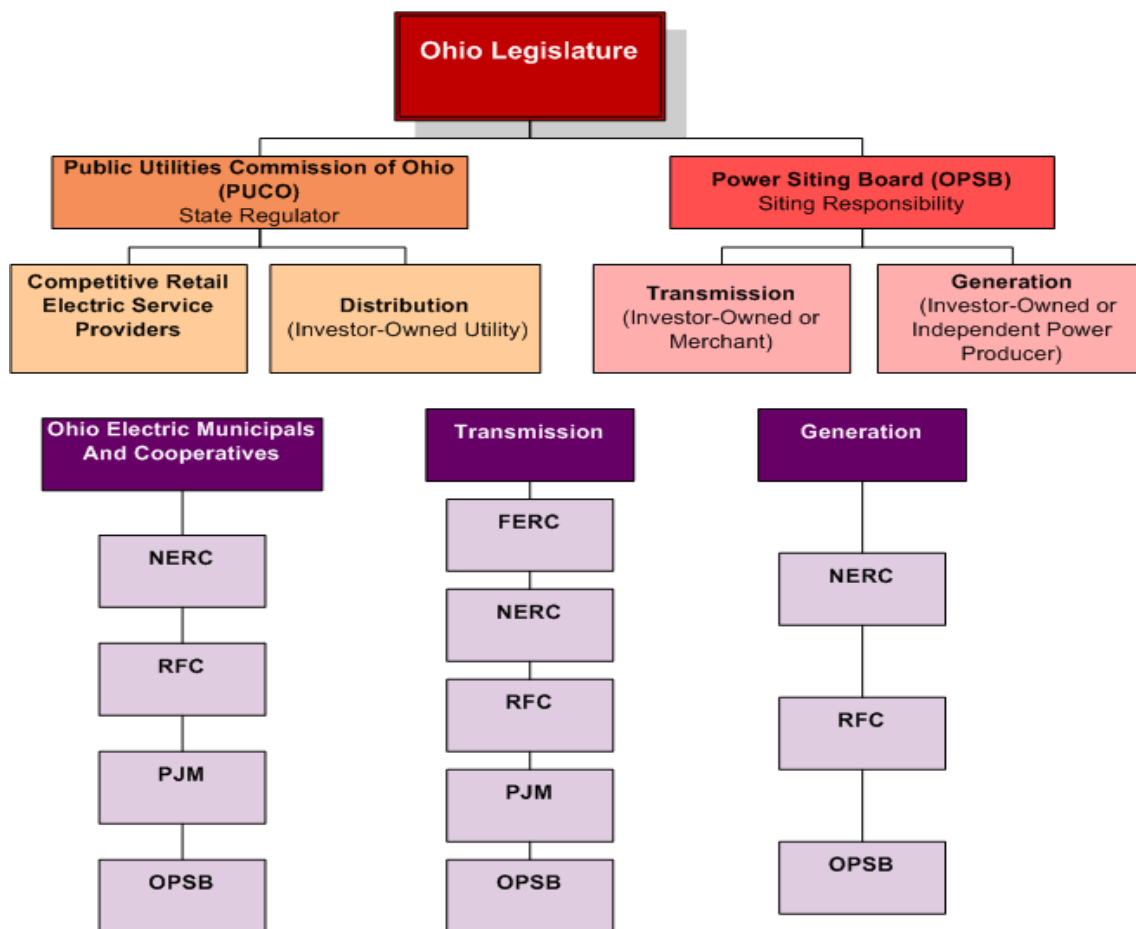 Ohio Legislature
Public Utilities Commission of Ohio
(PUCO)
State Regulator
Power Siting Board (OPSB)
Siting Responsibility
Competitive Retail
Electric Service
Providers
Distribution
(Investor-Owned Utility)
Transmission
(Investor-Owned or
Merchant)
Generation
(Investor-Owned or
Independent Power
Producer)
Ohio Electric Municipals
And Cooperatives
NERC
RFC
PJM
OPSB
Transmission
FERC
NERC
RFC
PJM
OPSB
Generation
NERC
RFC
OPSB